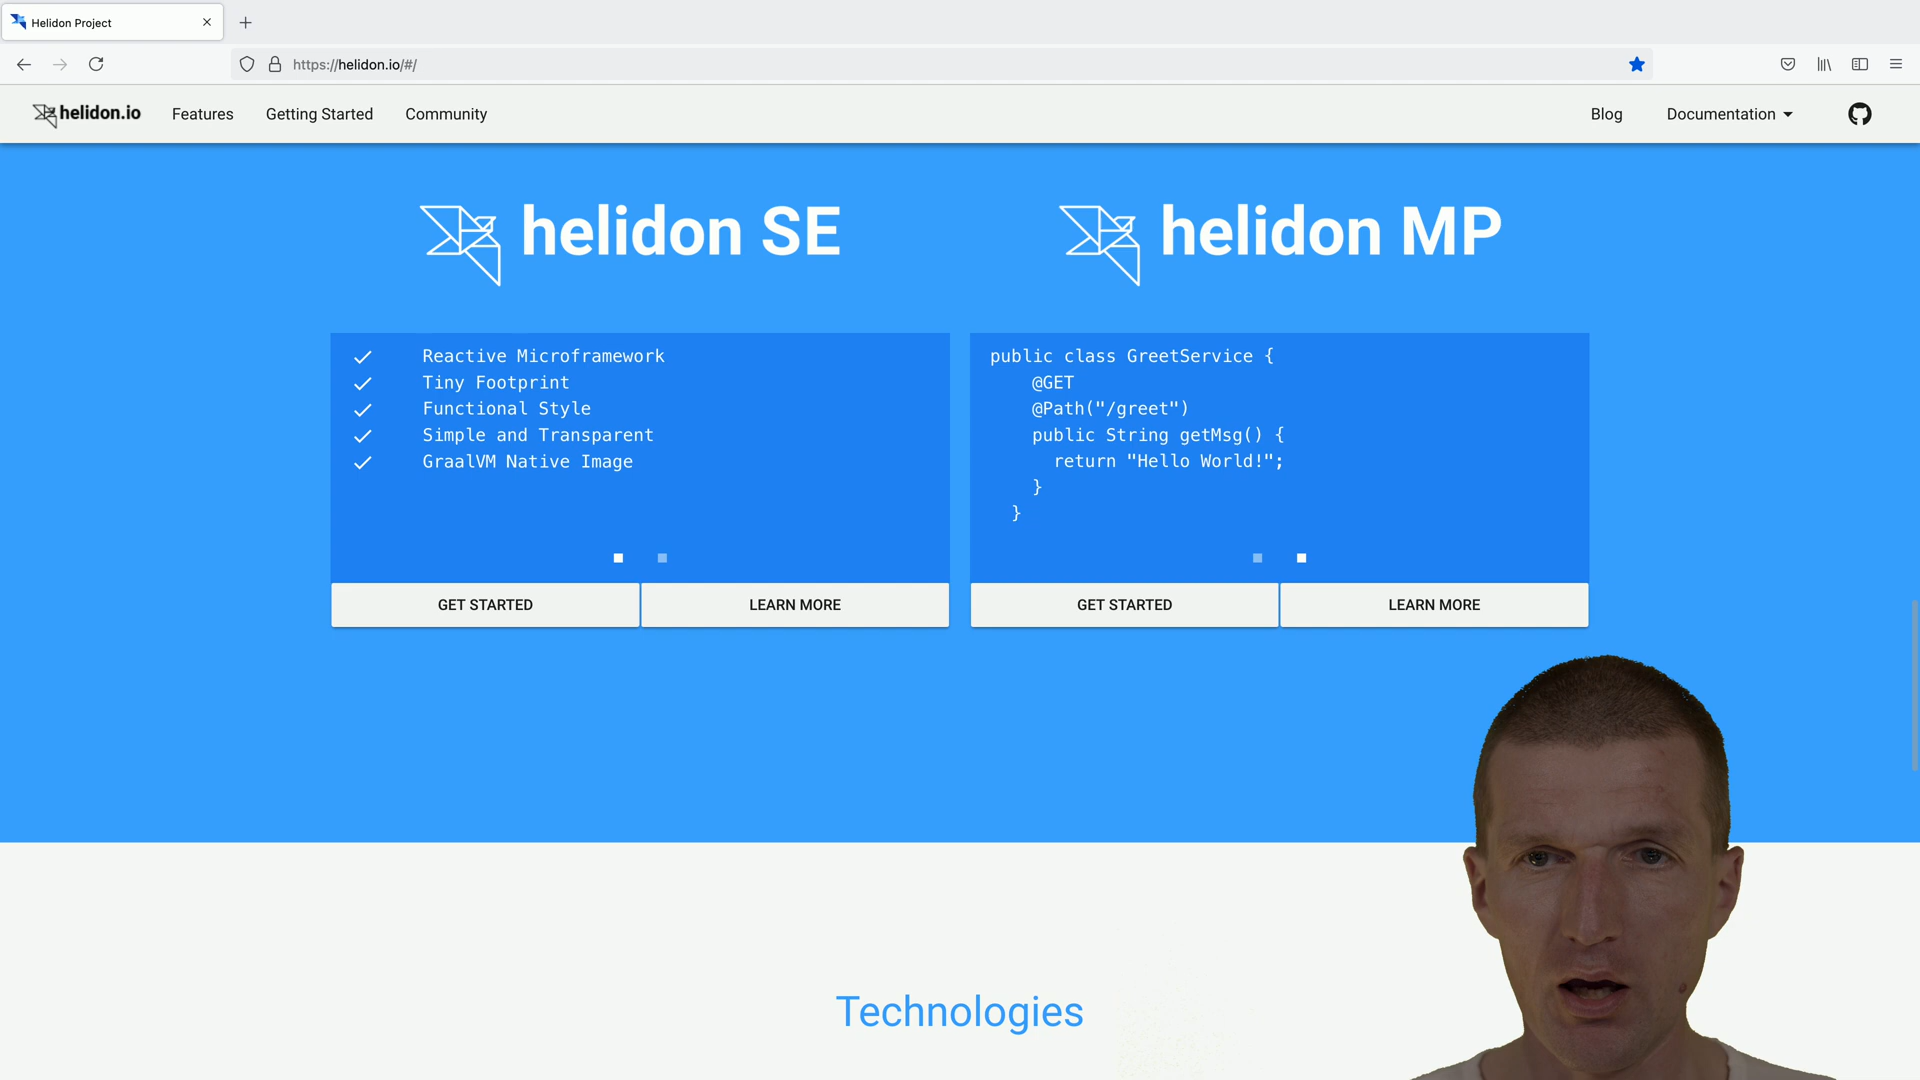 Helidon Project
https://helidon.io/#/
helidon.io
Features
Getting Started
Community
Blog
Documentation
helidon SE
helidon MP
Reactive Microframework
Tiny Footprint
Functional Style
Simple and Transparent
GraalVM Native Image
public class GreetService {
@GET
@Path("/greet")
public String getMsg() {
return "Hello World!";
}
}
GET STARTED
LEARN MORE
GET STARTED
LEARN MORE
Technologies